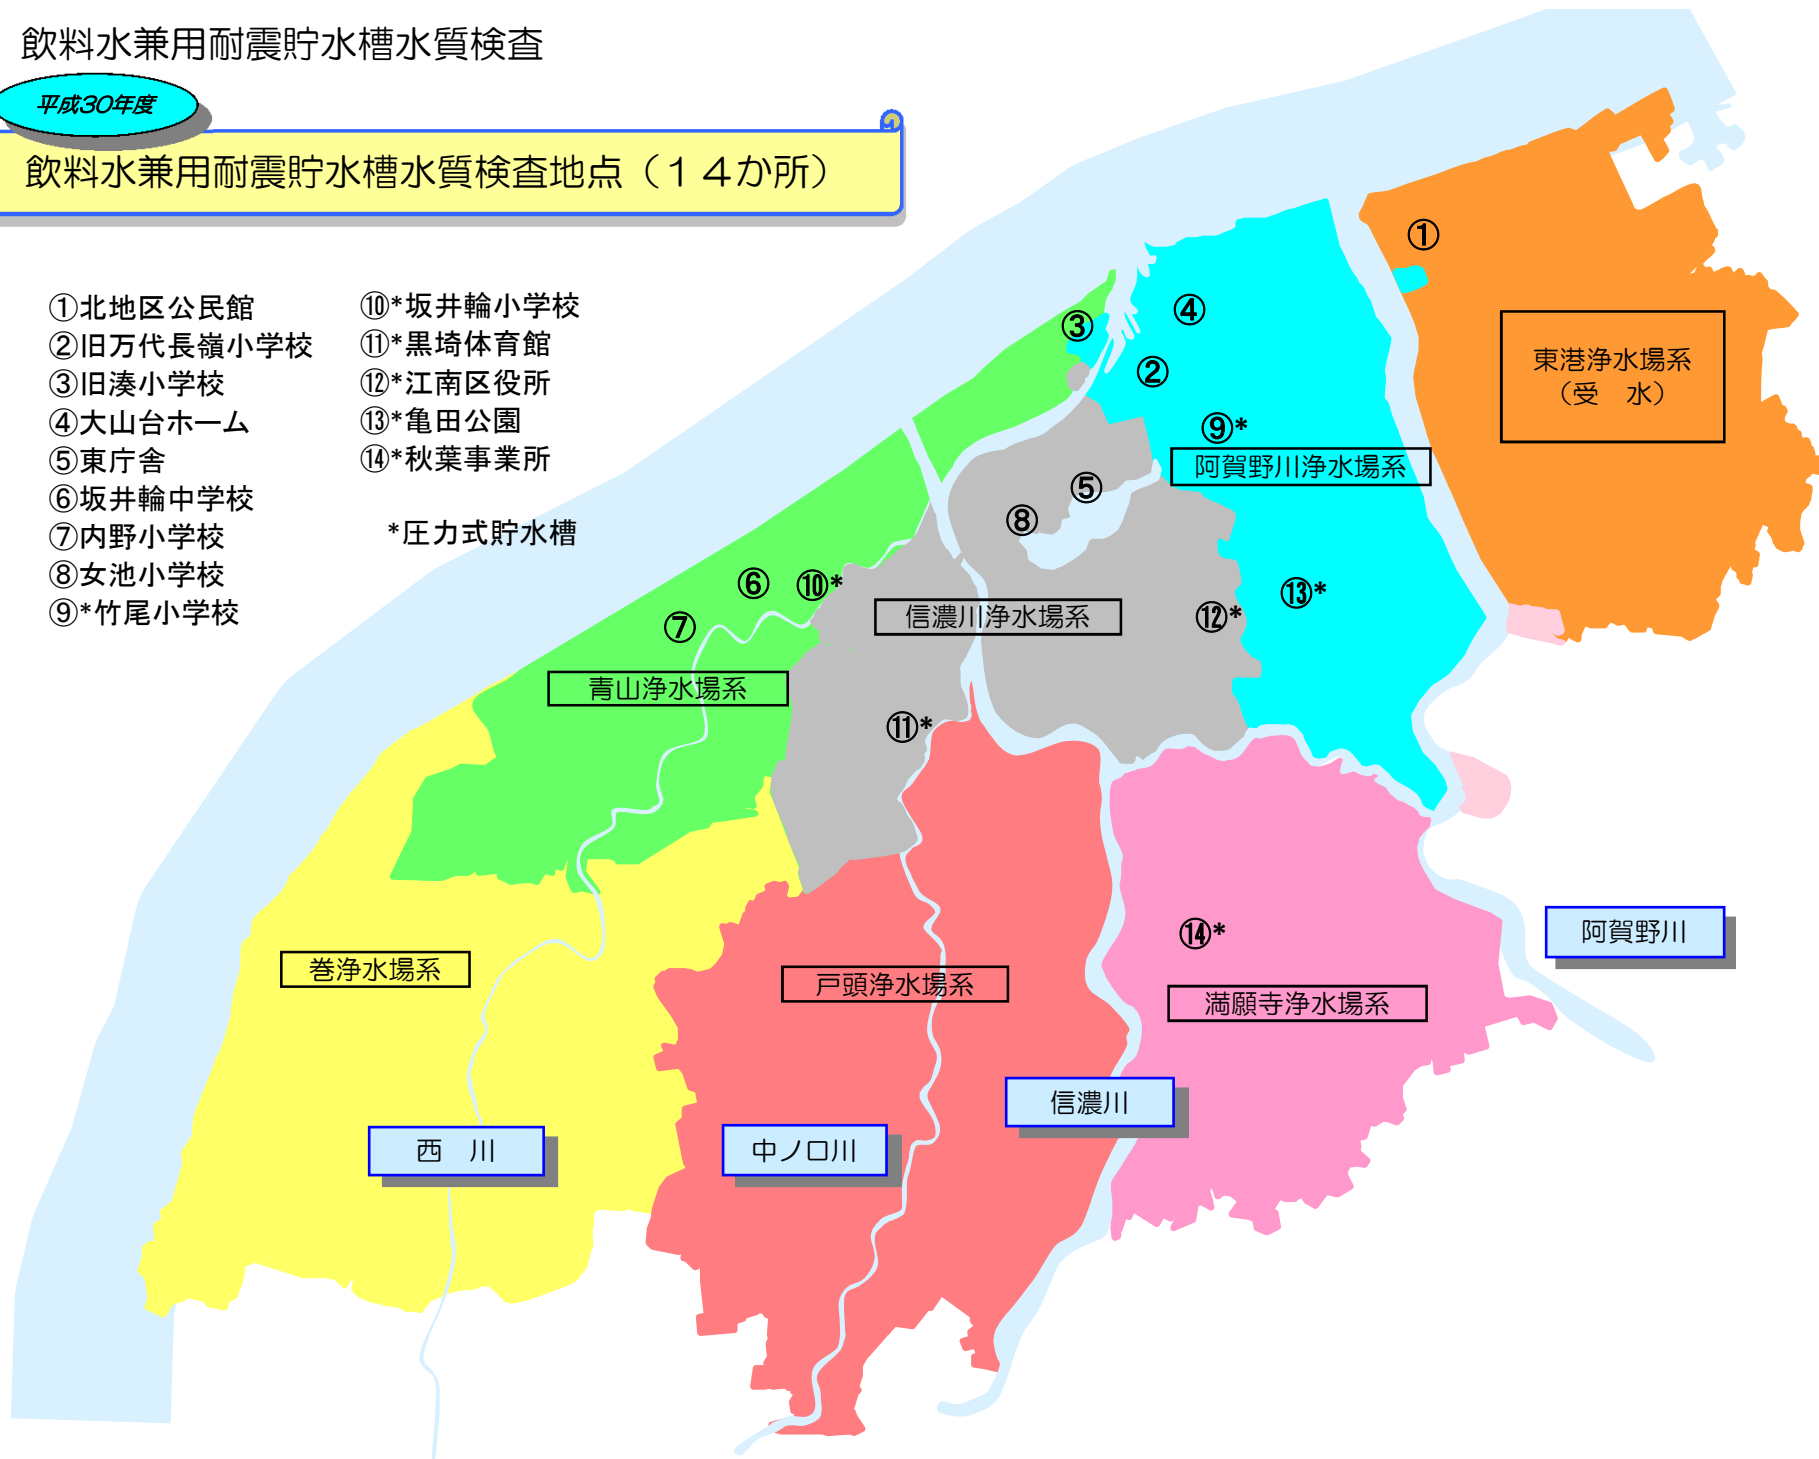 飲料水兼用耐震貯水槽水質検査
平成30年度
飲料水兼用耐震貯水槽水質検査地点（１４か所）
①北地区公民館
②旧万代長嶺小学校
③旧湊小学校
④大山台ホーム
⑤東庁舎
⑥坂井輪中学校
⑦内野小学校
⑧女池小学校
⑨*竹尾小学校
⑩*坂井輪小学校
⑪*黒埼体育館
⑫*江南区役所
⑬*亀田公園
⑭*秋葉事業所
*圧力式貯水槽
①
③
④
②
⑨*
東港浄水場系
（受　水）
阿賀野川浄水場系
⑤
⑧
⑥
⑩*
⑦
⑬*
⑫*
信濃川浄水場系
青山浄水場系
⑪*
⑭*
阿賀野川
巻浄水場系
戸頭浄水場系
満願寺浄水場系
信濃川
西　川
中ノ口川